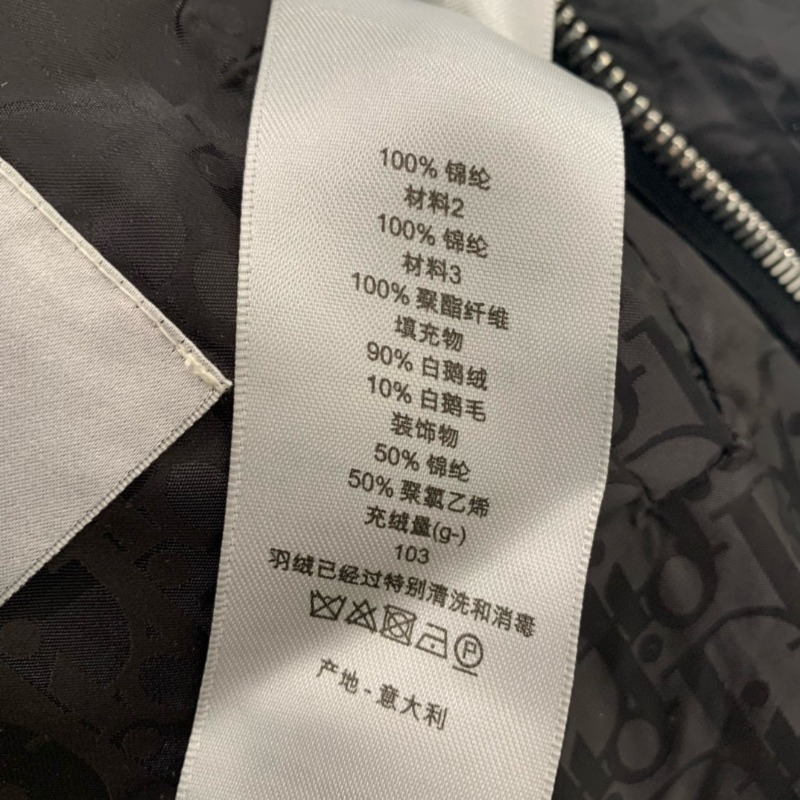 100% 锦纶
材料2
100% 锦纶
材料3
100% 聚酯纤维
填充物
90% 白鹅绒
10% 白鹅毛
装饰物
50% 锦纶
50% 聚氯乙烯
充绒量(g-)
103
羽绒已经过特别清洗和消毒
P
产地 - 意大利